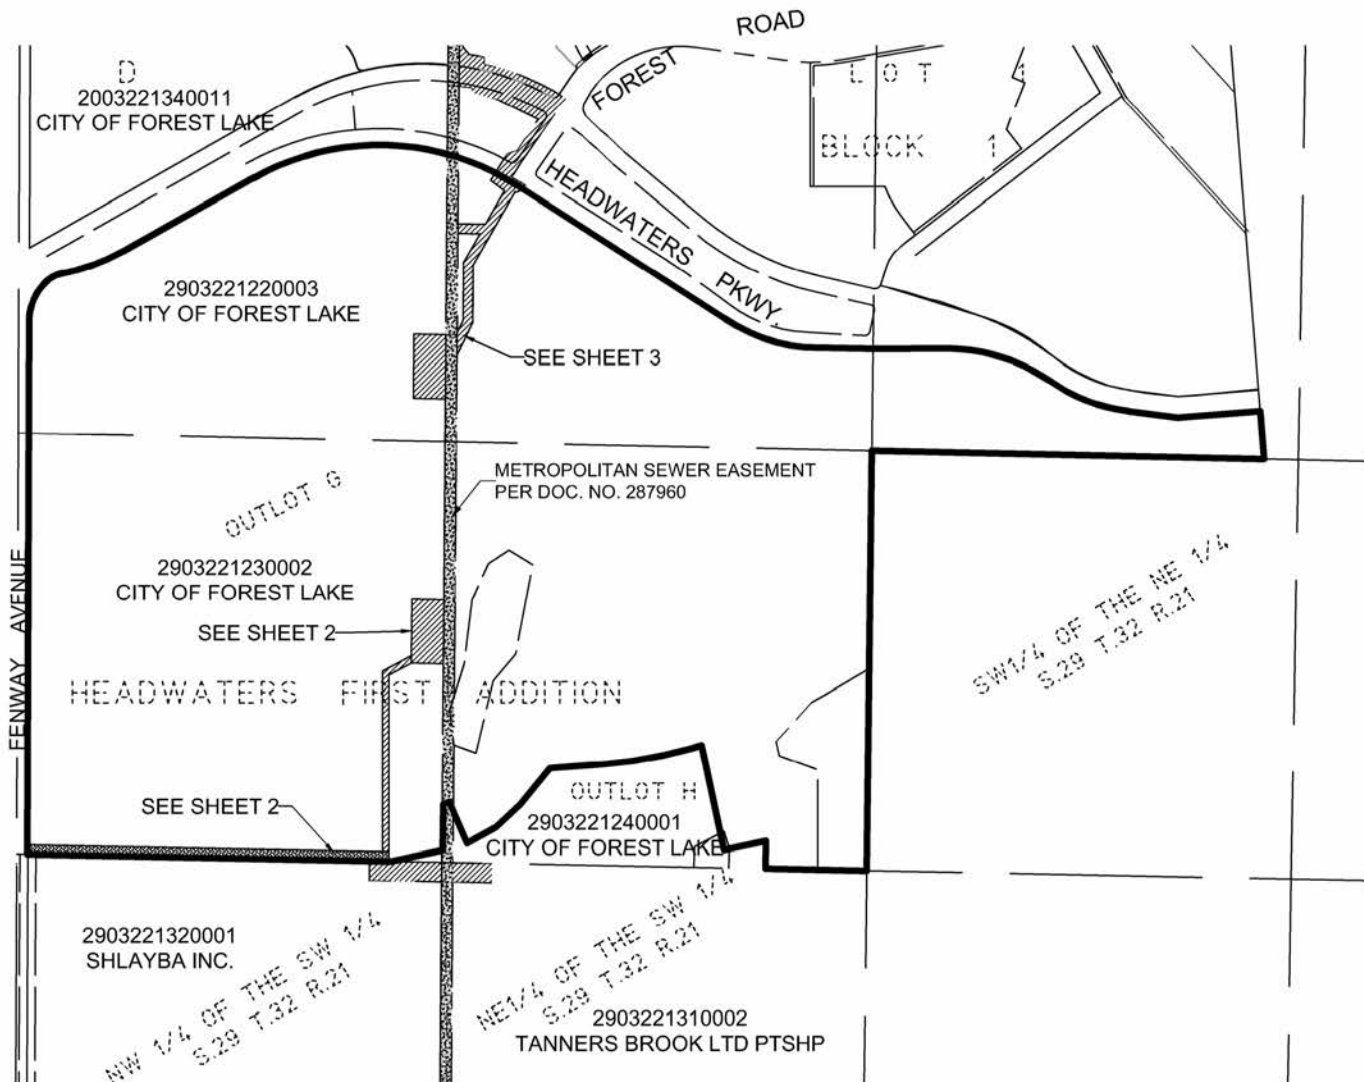 ROAD
FOREST
D
2003221340011
CITY OF FOREST LAKE
LOT 1
BLOCK 1
HEADWATERS PKWY.
2903221220003
CITY OF FOREST LAKE
SEE SHEET 3
METROPOLITAN SEWER EASEMENT
PER DOC. NO. 287960
OUTLOT G
2903221230002
CITY OF FOREST LAKE
SEE SHEET 2
FENWAY AVENUE
SW1/4 OF THE NE 1/4
S.29 T.32 R.21
HEADWATERS FIRST ADDITION
SEE SHEET 2
OUTLOT H
2903221240001
CITY OF FOREST LAKE
2903221320001
SHLAYBA INC.
NW 1/4 OF THE SW 1/4
S.29 T.32 R.21
NE1/4 OF THE SW 1/4
S.29 T.32 R.21
2903221310002
TANNERS BROOK LTD PTSHP